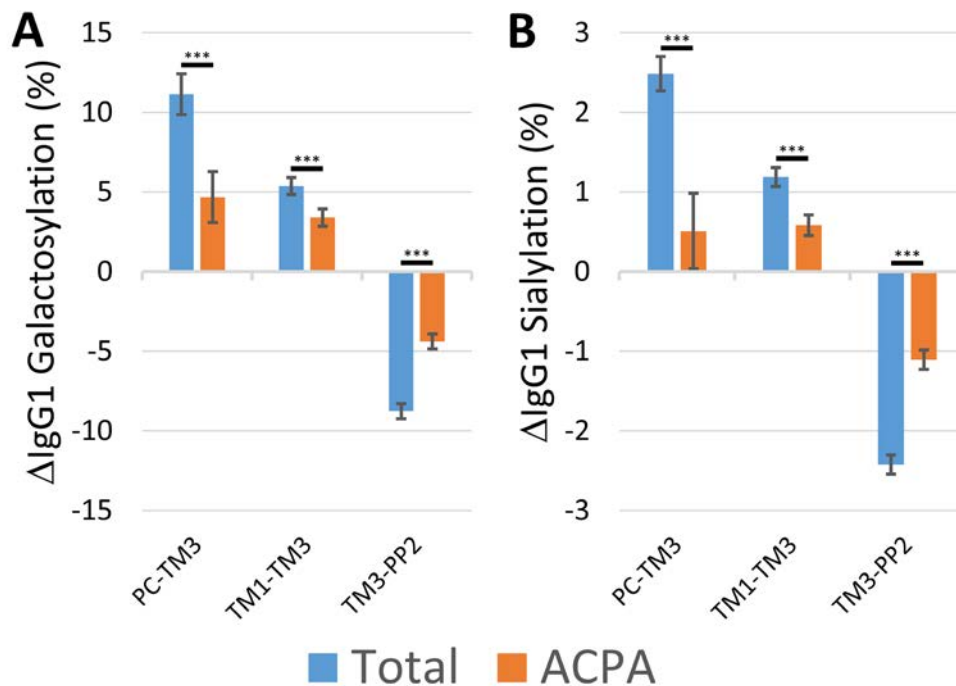 A
ΔIgG1 Galactosylation (%)
15
10
5
0
-5
-10
-15
***
***
***
PC-TM3
TM1-TM3
TM3-PP2
B
ΔIgG1 Sialylation (%)
3
2
1
0
-1
-2
-3
***
***
***
PC-TM3
TM1-TM3
TM3-PP2
Total ACPA